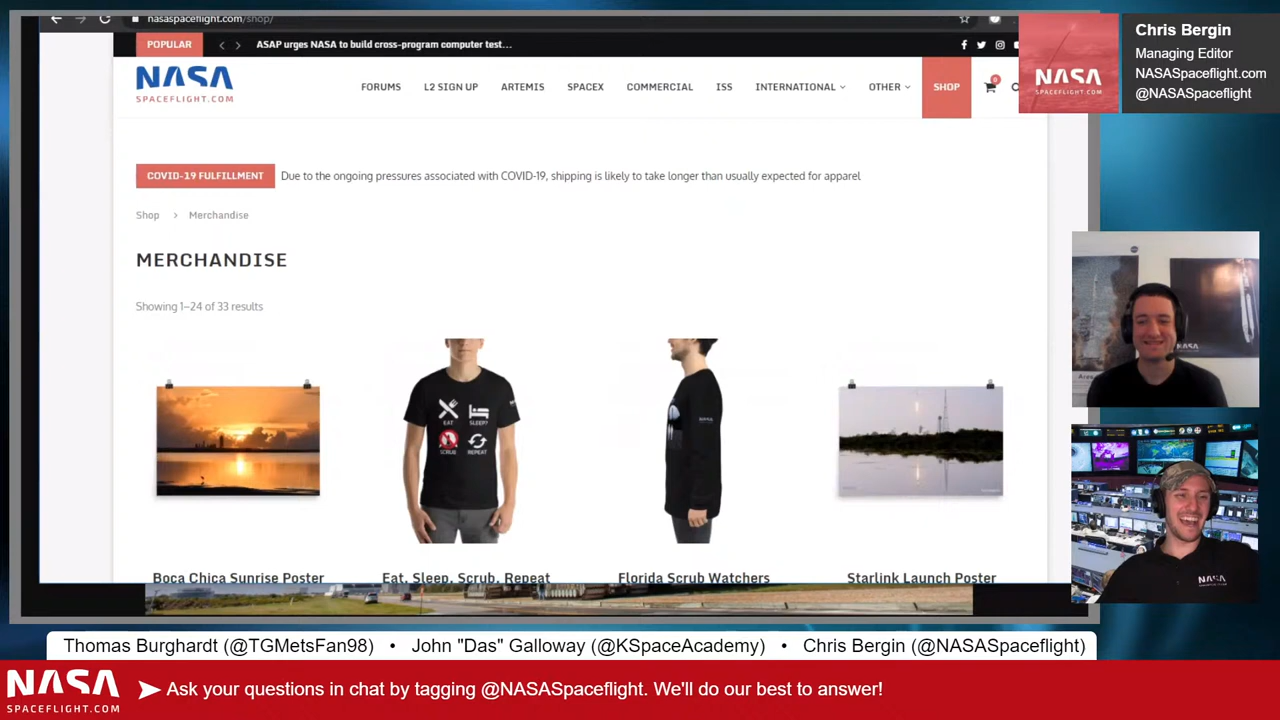 nasaspaceflight.com/shop/
POPULAR
ASAP urges NASA to build cross-program computer test...
NASA
SPACEFLIGHT.COM
FORUMS
L2 SIGN UP
ARTEMIS
SPACEX
COMMERCIAL
ISS
INTERNATIONAL
OTHER
SHOP
0
Chris Bergin
Managing Editor
NASASpaceflight.com
@NASASpaceflight
NASA
SPACEFLIGHT.COM
COVID-19 FULFILLMENT
Due to the ongoing pressures associated with COVID-19, shipping is likely to take longer than usually expected for apparel
Shop > Merchandise
MERCHANDISE
Showing 1–24 of 33 results
EAT
SLEEP?
SCRUB
REPEAT
Boca Chica Sunrise Poster
Eat, Sleep, Scrub, Repeat
Florida Scrub Watchers
Starlink Launch Poster
NASA
Thomas Burghardt (@TGMetsFan98) • John "Das" Galloway (@KSpaceAcademy) • Chris Bergin (@NASASpaceflight)
NASA
SPACEFLIGHT.COM
Ask your questions in chat by tagging @NASASpaceflight. We'll do our best to answer!